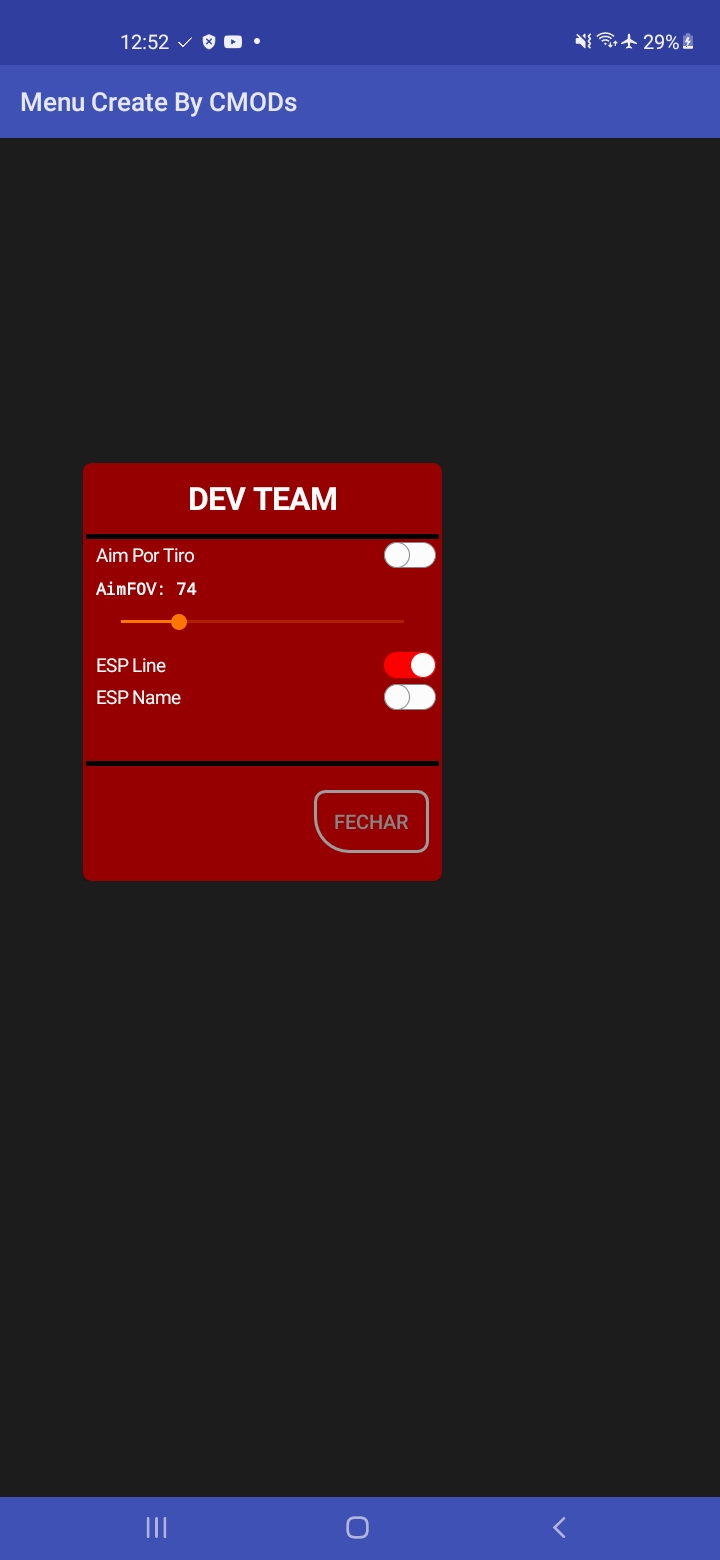 12:52
29%
Menu Create By CMODs
DEV TEAM
Aim Por Tiro
AimFOV: 74
ESP Line
ESP Name
FECHAR